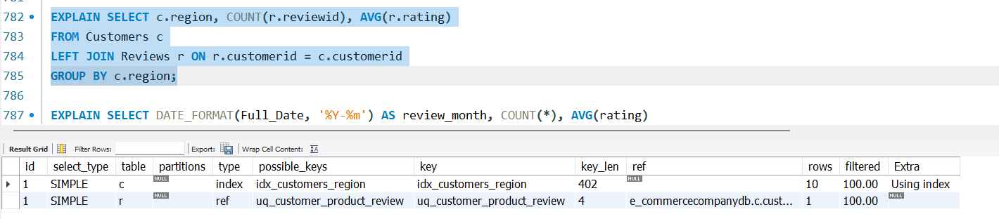 782 EXPLAIN SELECT c.region, COUNT(r.reviewid), AVG(r.rating)
783 FROM Customers c
784 LEFT JOIN Reviews r ON r.customerid = c.customerid
785 GROUP BY c.region;
786
787 EXPLAIN SELECT DATE_FORMAT(Full_Date, '%Y-%m') AS review_month, COUNT(*), AVG(rating)
Result Grid Filter Rows: Export: Wrap Cell Content: IA
id select_type table partitions type possible_keys key key_len ref rows filtered Extra
1 SIMPLE c NULL index idx_customers_region idx_customers_region 402 NULL 10 100.00 Using index
1 SIMPLE r NULL ref uq_customer_product_review uq_customer_product_review 4 e_commercecompanydb.c.cust... 1 100.00 NULL